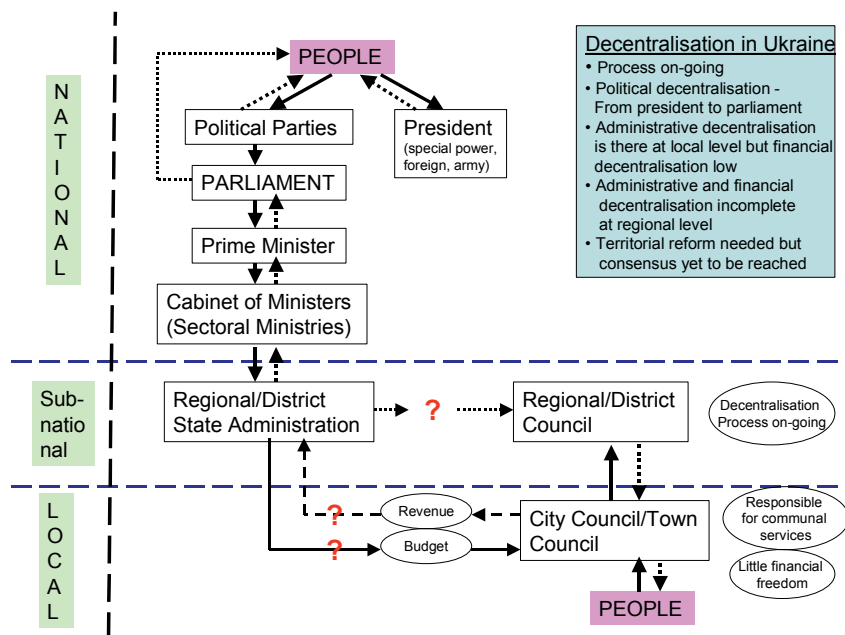 NATIONAL
PEOPLE
Political Parties
President
(special power,
foreign, army)
PARLIAMENT
Prime Minister
Cabinet of Ministers
(Sectoral Ministries)
Decentralisation in Ukraine
• Process on-going
• Political decentralisation -
From president to parliament
• Administrative decentralisation
is there at local level but financial
decentralisation low
• Administrative and financial
decentralisation incomplete
at regional level
• Territorial reform needed but
consensus yet to be reached
Sub-
natio
nal
Regional/District
State Administration
?
Regional/District
Council
Decentralisation
Process on-going
LOCAL
?
Revenue
?
Budget
City Council/Town
Council
Responsible
for communal
services
Little financial
freedom
PEOPLE